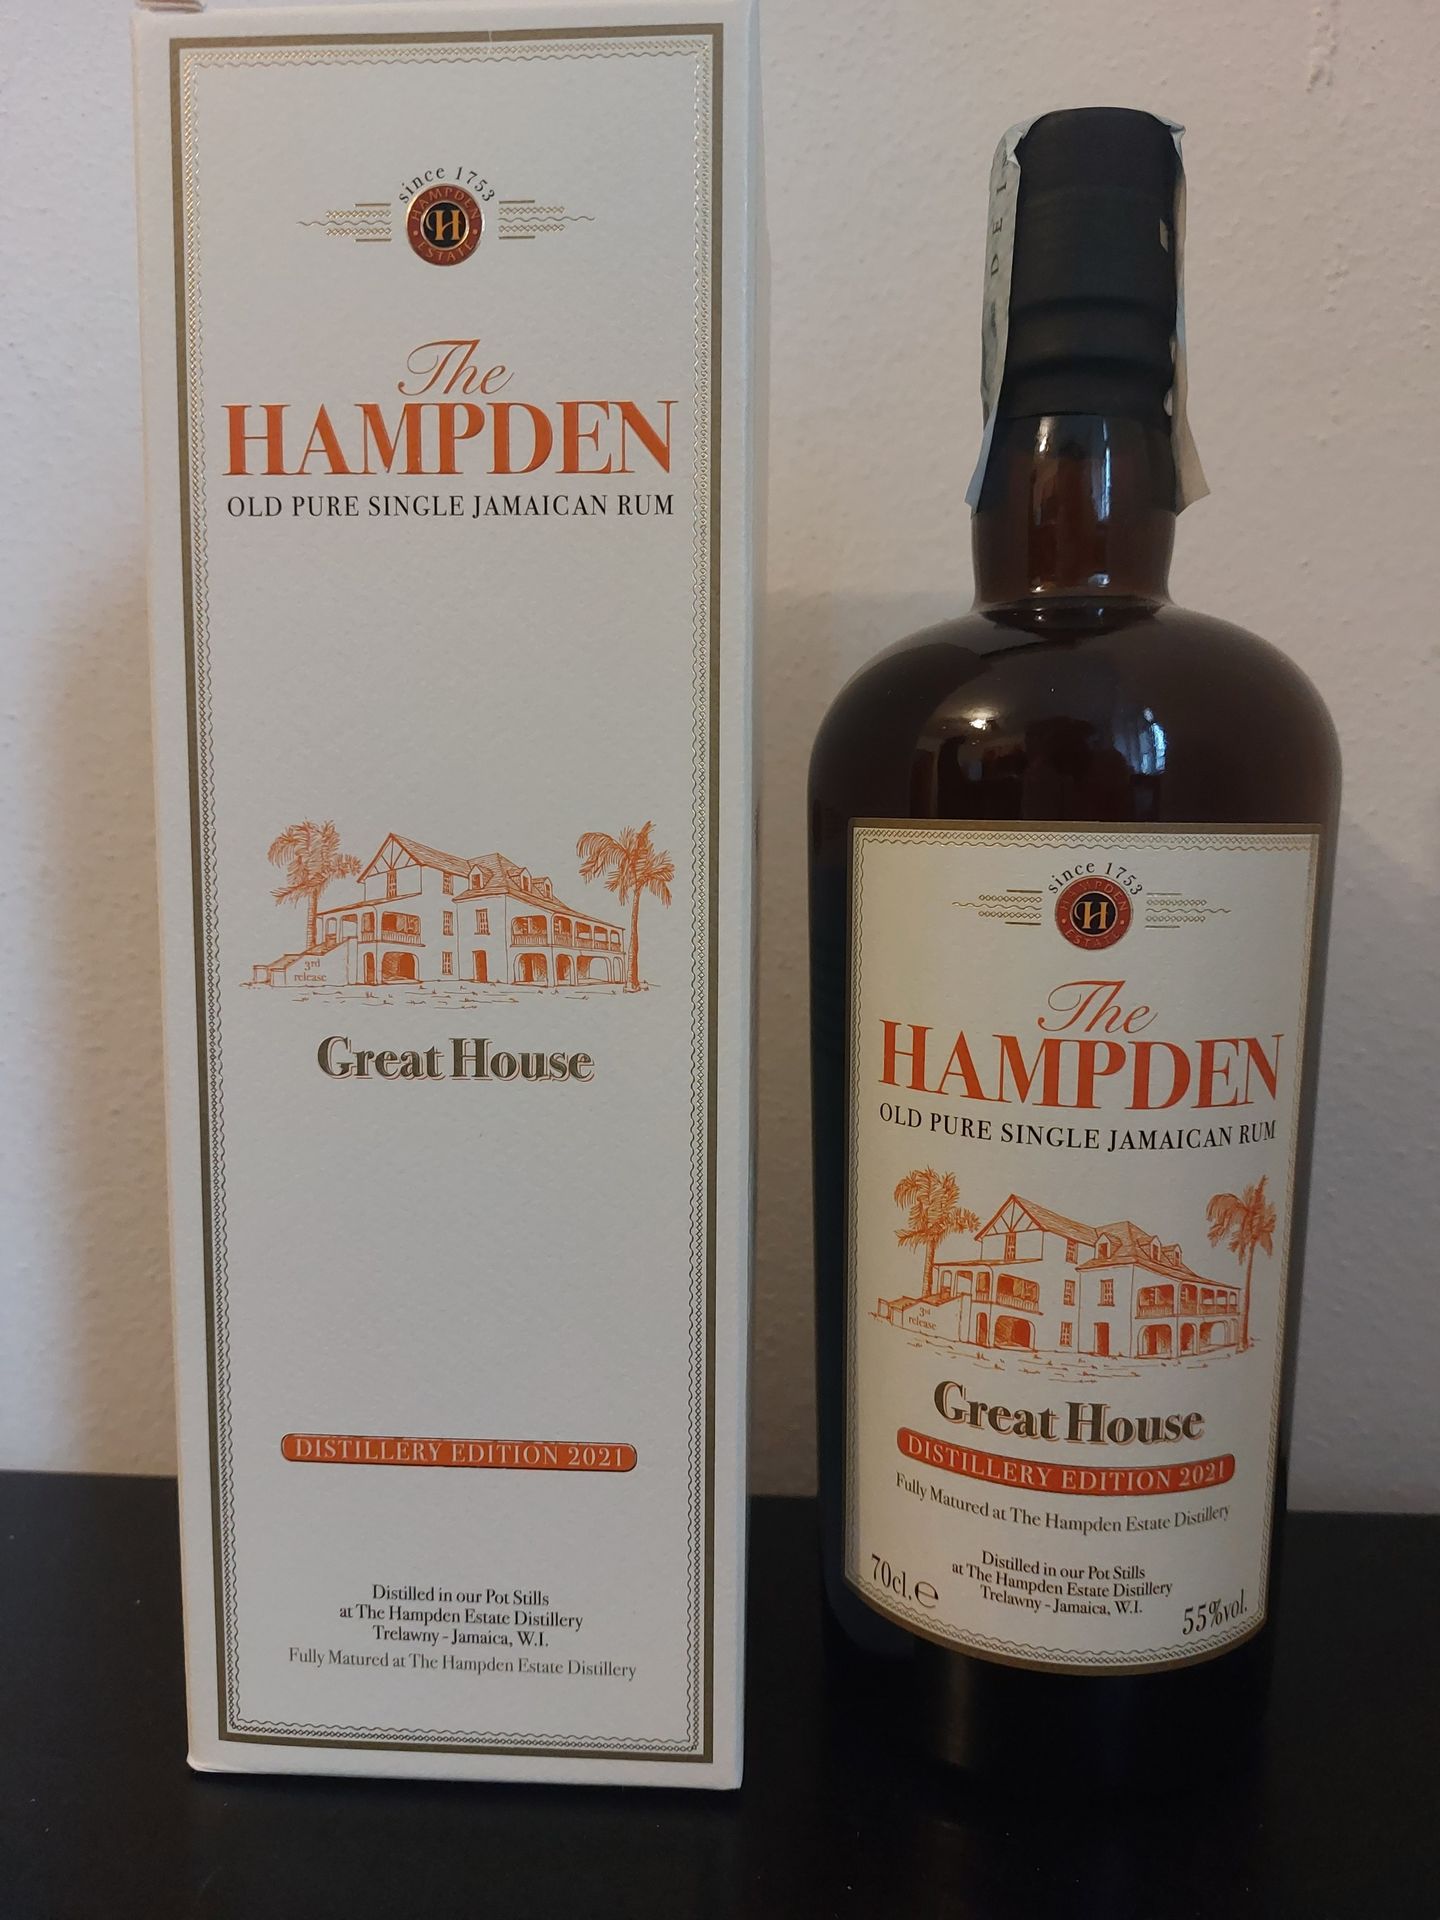 since 1753
HAMPDEN
H
ESTATE
The
HAMPDEN
OLD PURE SINGLE JAMAICAN RUM
3rd
release
Great House
DISTILLERY EDITION 2021
Distilled in our Pot Stills
at The Hampden Estate Distillery
Trelawny - Jamaica, W.I.
Fully Matured at The Hampden Estate Distillery
since 1753
HAMPDEN
H
ESTATE
The
HAMPDEN
OLD PURE SINGLE JAMAICAN RUM
3rd
release
Great House
DISTILLERY EDITION 2021
Fully Matured at The Hampden Estate Distillery
Distilled in our Pot Stills
at The Hampden Estate Distillery
Trelawny - Jamaica, W.I.
70cl.℮
55%vol.